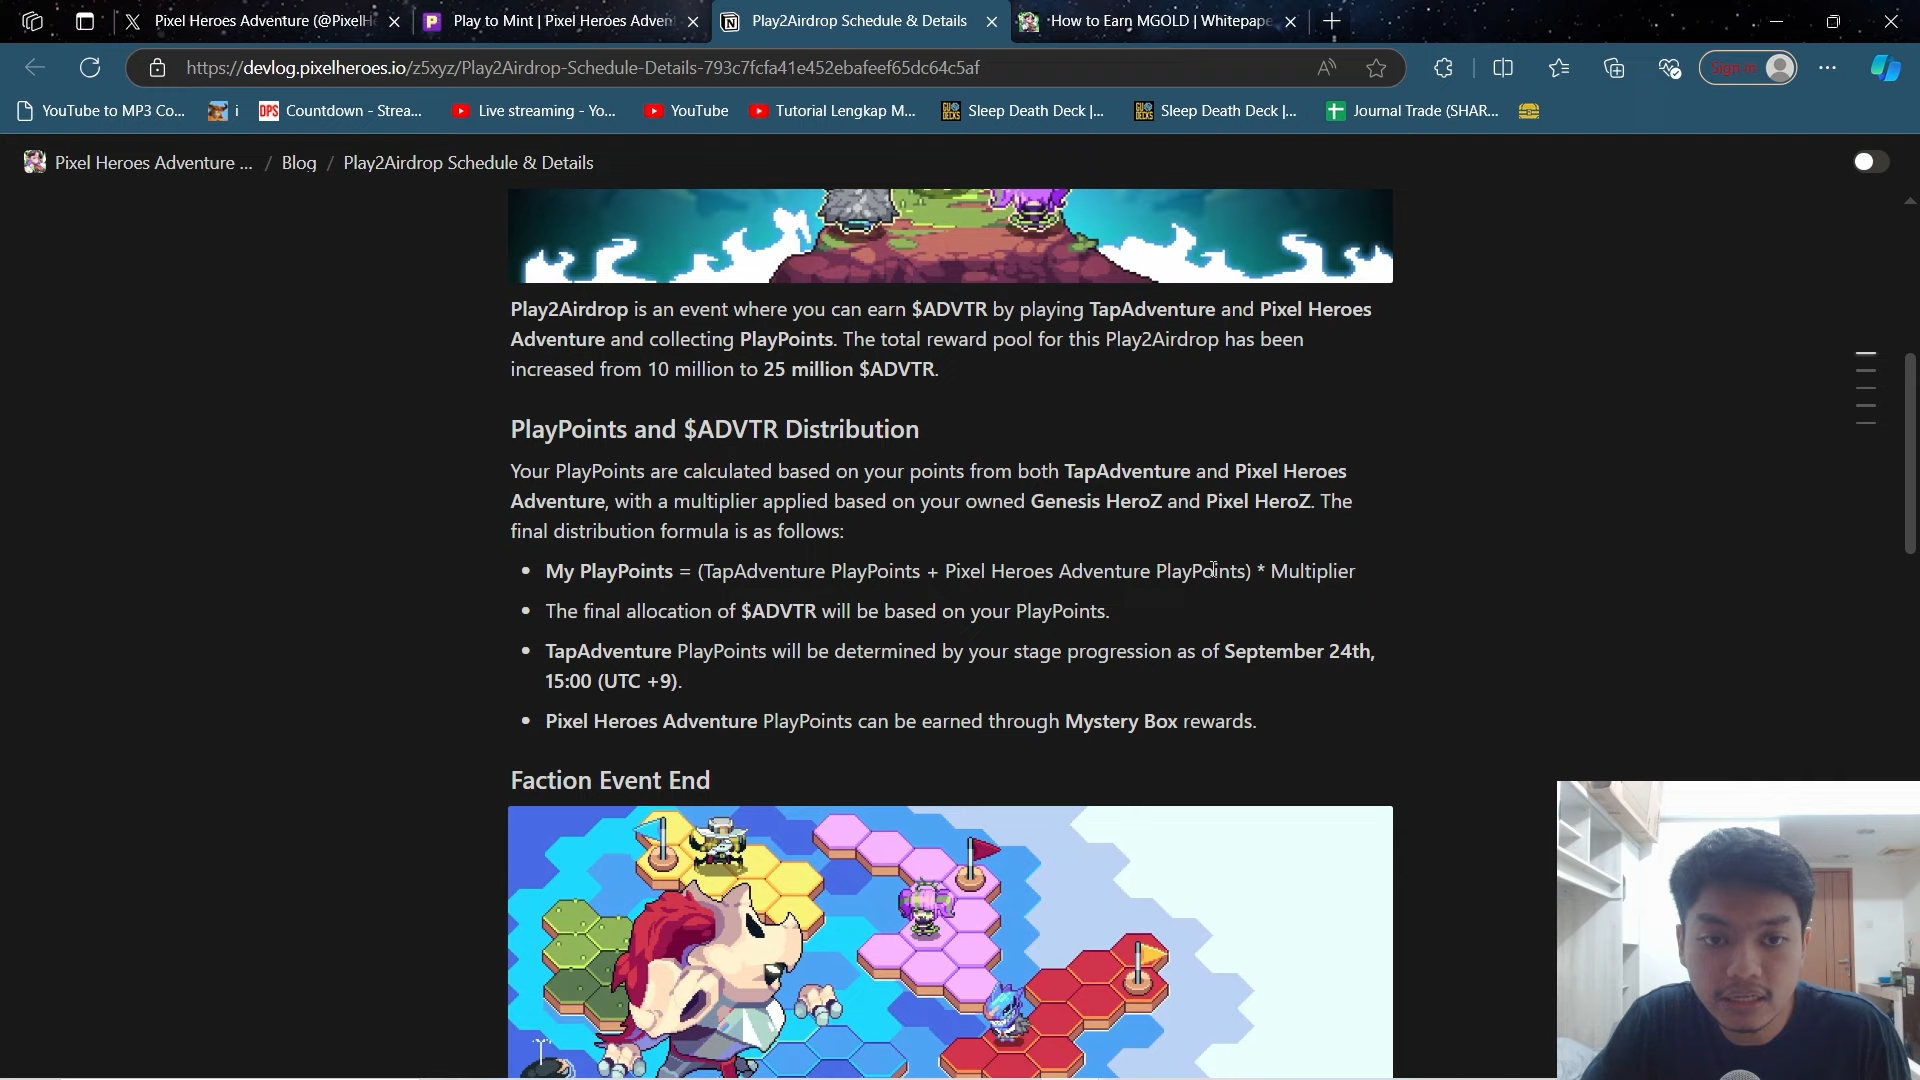 Pixel Heroes Adventure (@PixelH
Play to Mint | Pixel Heroes Adven
Play2Airdrop Schedule & Details
How to Earn MGOLD | Whitepape
https://devlog.pixelheroes.io/z5xyz/Play2Airdrop-Schedule-Details-793c7fcfa41e452ebafeef65dc64c5af
Sign in
YouTube to MP3 Co...
i
DPS Countdown - Strea...
Live streaming - Yo...
YouTube
Tutorial Lengkap M...
Sleep Death Deck |...
Sleep Death Deck |...
Journal Trade (SHAR...
Pixel Heroes Adventure ... / Blog / Play2Airdrop Schedule & Details
Play2Airdrop is an event where you can earn $ADVTR by playing TapAdventure and Pixel Heroes
Adventure and collecting PlayPoints. The total reward pool for this Play2Airdrop has been
increased from 10 million to 25 million $ADVTR.
PlayPoints and $ADVTR Distribution
Your PlayPoints are calculated based on your points from both TapAdventure and Pixel Heroes
Adventure, with a multiplier applied based on your owned Genesis HeroZ and Pixel HeroZ. The
final distribution formula is as follows:
• My PlayPoints = (TapAdventure PlayPoints + Pixel Heroes Adventure PlayPoints) * Multiplier
• The final allocation of $ADVTR will be based on your PlayPoints.
• TapAdventure PlayPoints will be determined by your stage progression as of September 24th,
15:00 (UTC +9).
• Pixel Heroes Adventure PlayPoints can be earned through Mystery Box rewards.
Faction Event End